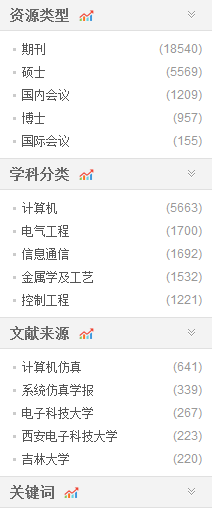 资源类型
期刊 (18540)
硕士 (5569)
国内会议 (1209)
博士 (957)
国际会议 (155)
学科分类
计算机 (5663)
电气工程 (1700)
信息通信 (1692)
金属学及工艺 (1532)
控制工程 (1221)
文献来源
计算机仿真 (641)
系统仿真学报 (339)
电子科技大学 (267)
西安电子科技大学 (223)
吉林大学 (220)
关键词